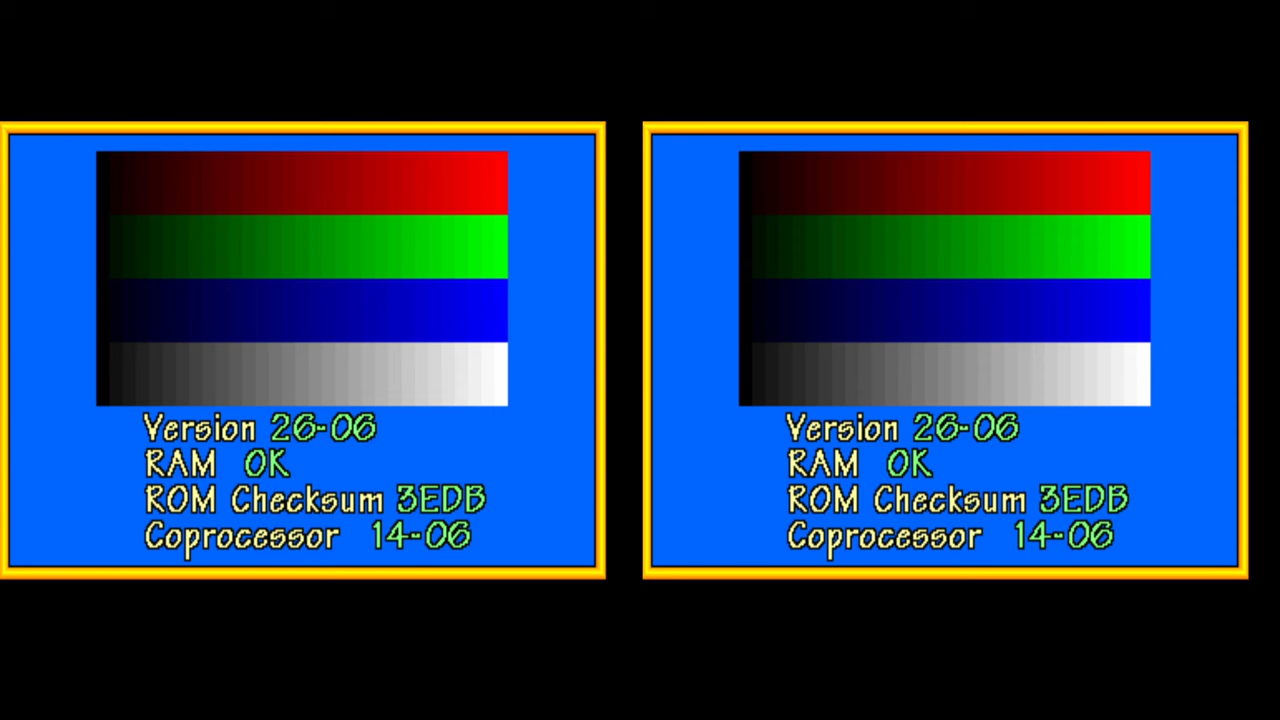 Version 26-06
RAM OK
ROM Checksum 3EDB
Coprocessor 14-06
Version 26-06
RAM OK
ROM Checksum 3EDB
Coprocessor 14-06